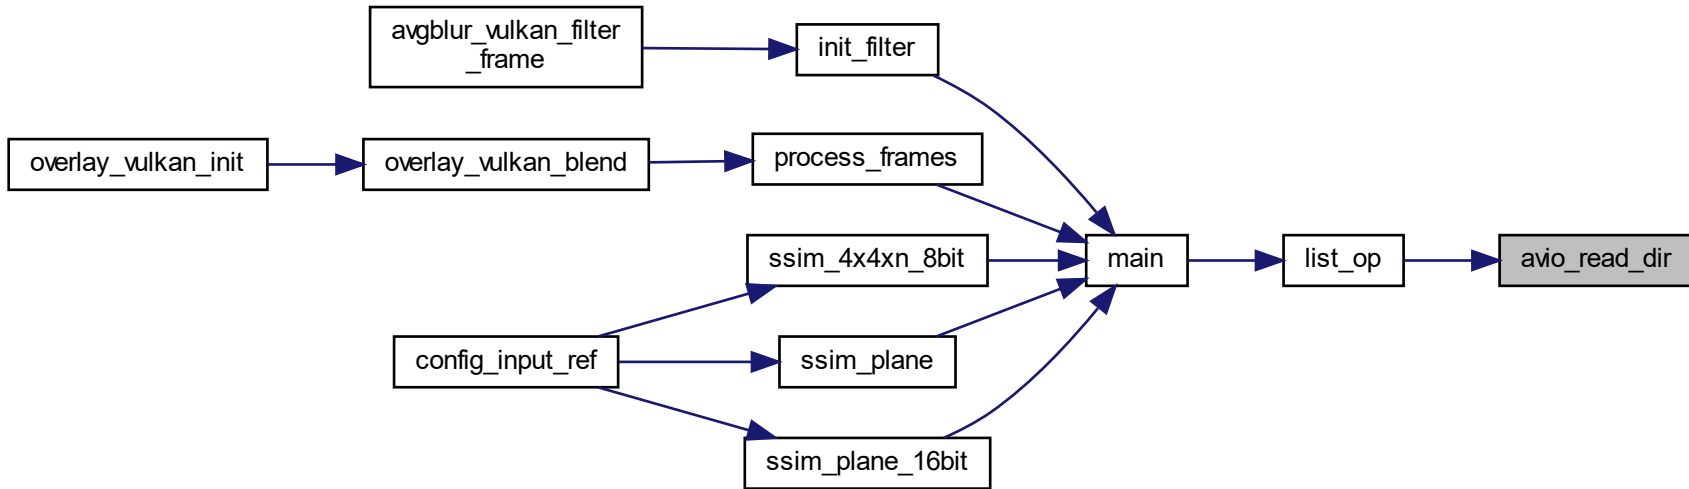 avgblur_vulkan_filter
_frame
init_filter
overlay_vulkan_init
overlay_vulkan_blend
process_frames
ssim_4x4xn_8bit
main
list_op
avio_read_dir
config_input_ref
ssim_plane
ssim_plane_16bit